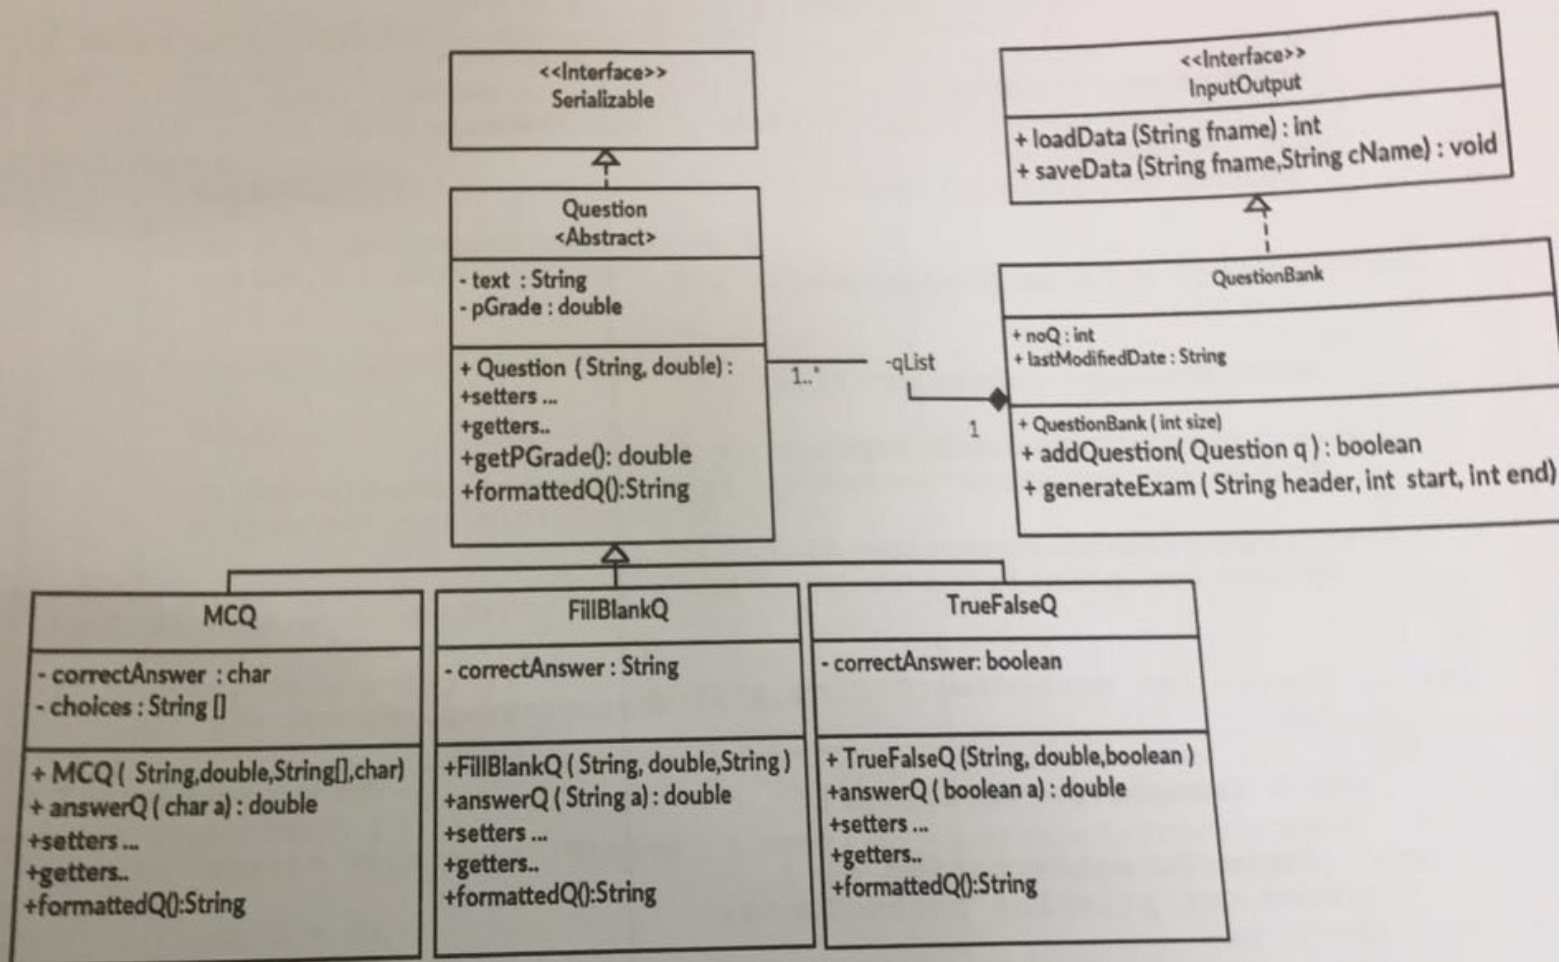 <<Interface>>
Serializable
<<Interface>>
InputOutput
+ loadData (String fname) : int
+ saveData (String fname,String cName) : void
Question
<Abstract>
- text : String
- pGrade : double
+ Question ( String, double) :
+setters ...
+getters..
+getPGrade(): double
+formattedQ():String
1..*
-qList
1
QuestionBank
+ noQ : int
+ lastModifiedDate : String
+ QuestionBank ( int size)
+ addQuestion( Question q ) : boolean
+ generateExam ( String header, int start, int end)
MCQ
- correctAnswer : char
- choices : String []
+ MCQ ( String,double,String[],char)
+ answerQ ( char a) : double
+setters ...
+getters..
+formattedQ():String
FillBlankQ
- correctAnswer : String
+FillBlankQ ( String, double,String )
+answerQ ( String a) : double
+setters ...
+getters..
+formattedQ():String
TrueFalseQ
- correctAnswer: boolean
+ TrueFalseQ (String, double,boolean )
+answerQ ( boolean a) : double
+setters ...
+getters..
+formattedQ():String